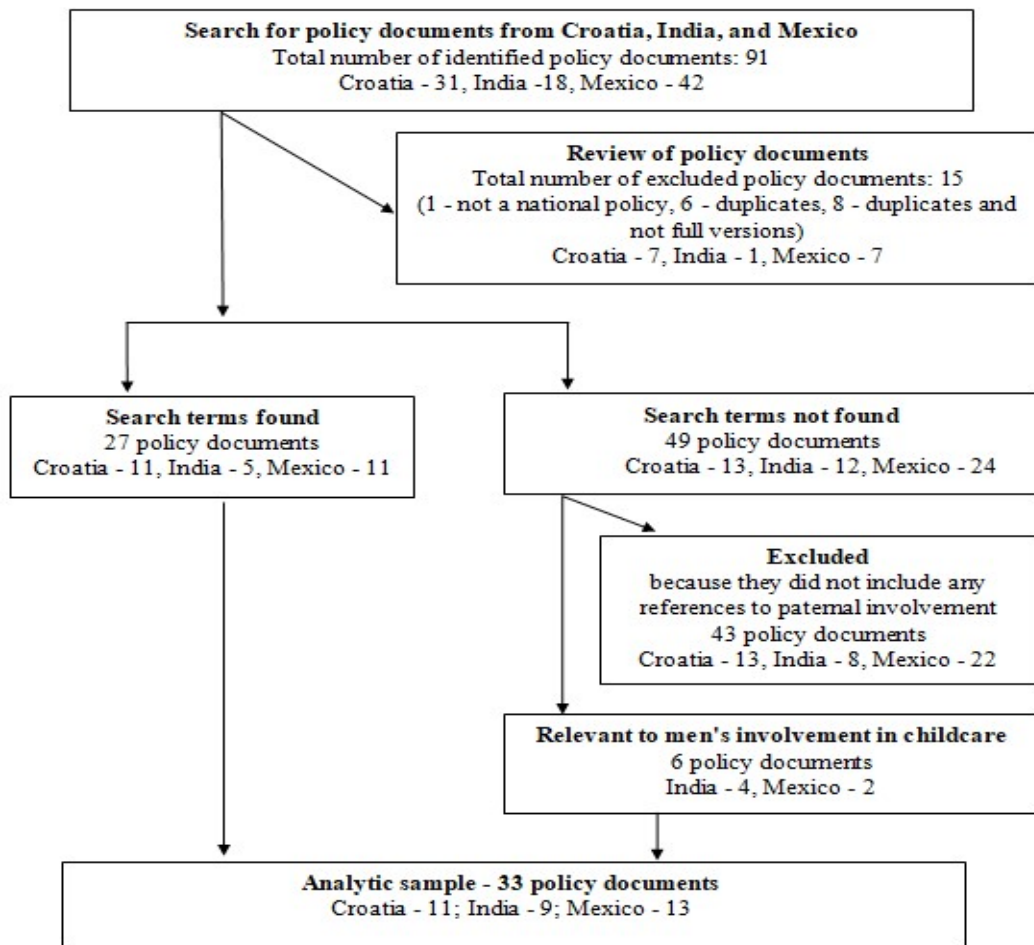 Search for policy documents from Croatia, India, and Mexico
Total number of identified policy documents: 91
Croatia - 31, India -18, Mexico - 42
Review of policy documents
Total number of excluded policy documents: 15
(1 - not a national policy, 6 - duplicates, 8 - duplicates and
not full versions)
Croatia - 7, India - 1, Mexico - 7
Search terms found
27 policy documents
Croatia - 11, India - 5, Mexico - 11
Search terms not found
49 policy documents
Croatia - 13, India - 12, Mexico - 24
Excluded
because they did not include any
references to paternal involvement
43 policy documents
Croatia - 13, India - 8, Mexico - 22
Relevant to men's involvement in childcare
6 policy documents
India - 4, Mexico - 2
Analytic sample - 33 policy documents
Croatia - 11; India - 9; Mexico - 13